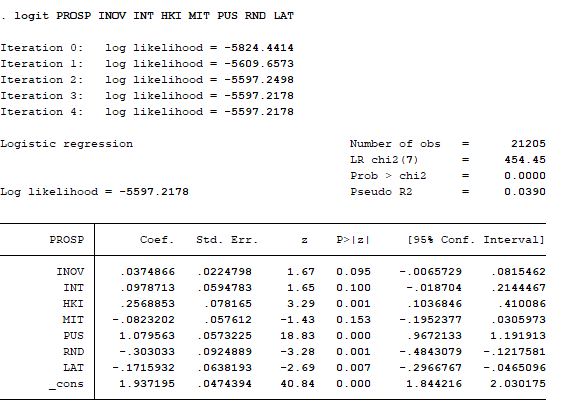 . logit PROSP INOV INT HKI MIT PUS RND LAT
Iteration 0: log likelihood = -5824.4414
Iteration 1: log likelihood = -5609.6573
Iteration 2: log likelihood = -5597.2498
Iteration 3: log likelihood = -5597.2178
Iteration 4: log likelihood = -5597.2178
Logistic regression Number of obs = 21205
LR chi2(7) = 454.45
Prob > chi2 = 0.0000
Log likelihood = -5597.2178 Pseudo R2 = 0.0390
PROSP Coef. Std. Err. z P>|z| [95% Conf. Interval]
INOV .0374866 .0224798 1.67 0.095 -.0065729 .0815462
INT .0978713 .0594783 1.65 0.100 -.018704 .2144467
HKI .2568853 .078165 3.29 0.001 .1036846 .410086
MIT -.0823202 .057612 -1.43 0.153 -.1952377 .0305973
PUS 1.079563 .0573225 18.83 0.000 .9672133 1.191913
RND -.303033 .0924889 -3.28 0.001 -.4843079 -.1217581
LAT -.1715932 .0638193 -2.69 0.007 -.2966767 -.0465096
_cons 1.937195 .0474394 40.84 0.000 1.844216 2.030175